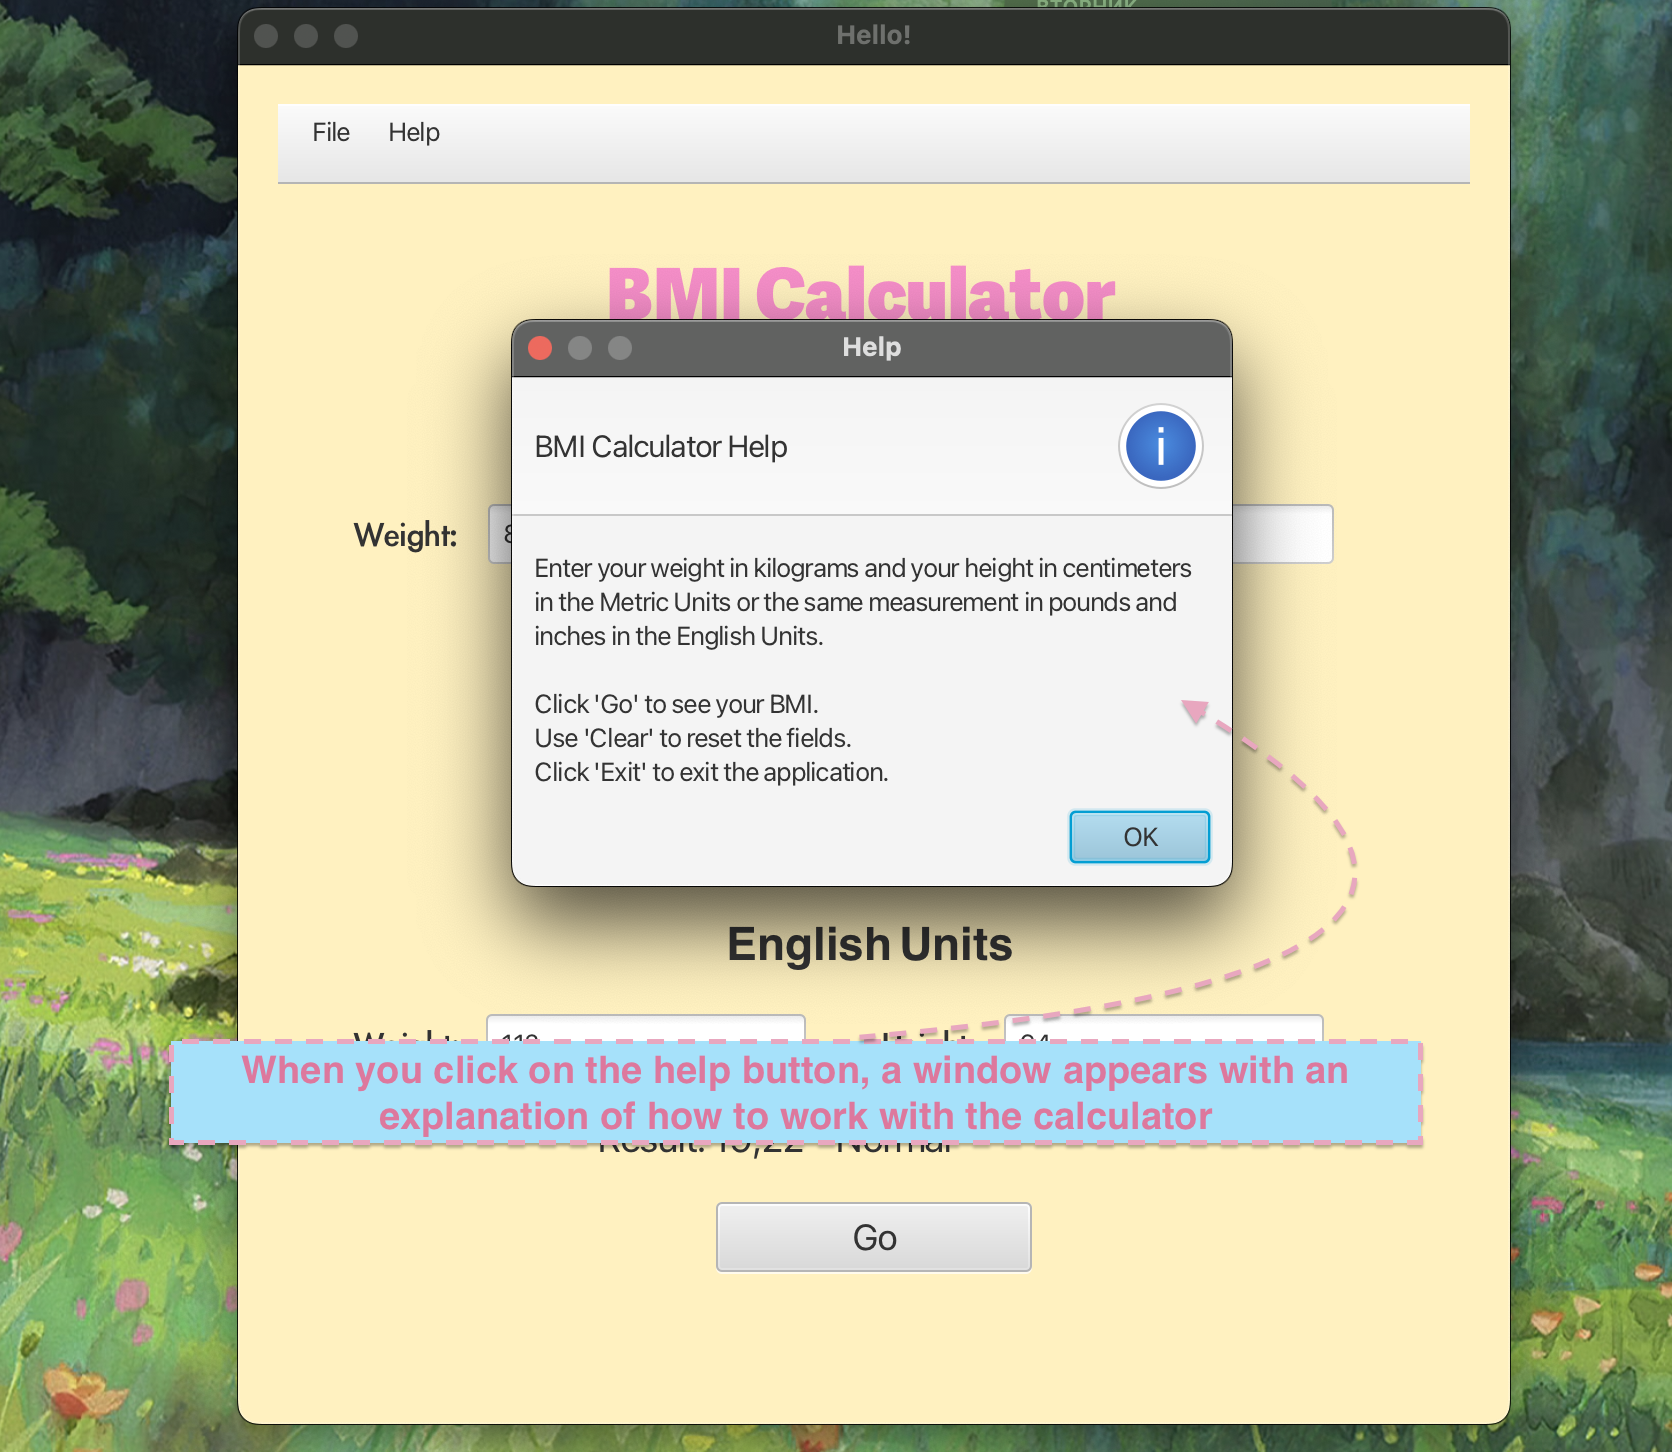 ВТОРНИК
Hello!
File Help
BMI Calculator
Help
BMI Calculator Help
Weight:
Enter your weight in kilograms and your height in centimeters
in the Metric Units or the same measurement in pounds and
inches in the English Units.
Click 'Go' to see your BMI.
Use 'Clear' to reset the fields.
Click 'Exit' to exit the application.
OK
English Units
When you click on the help button, a window appears with an
explanation of how to work with the calculator
Go